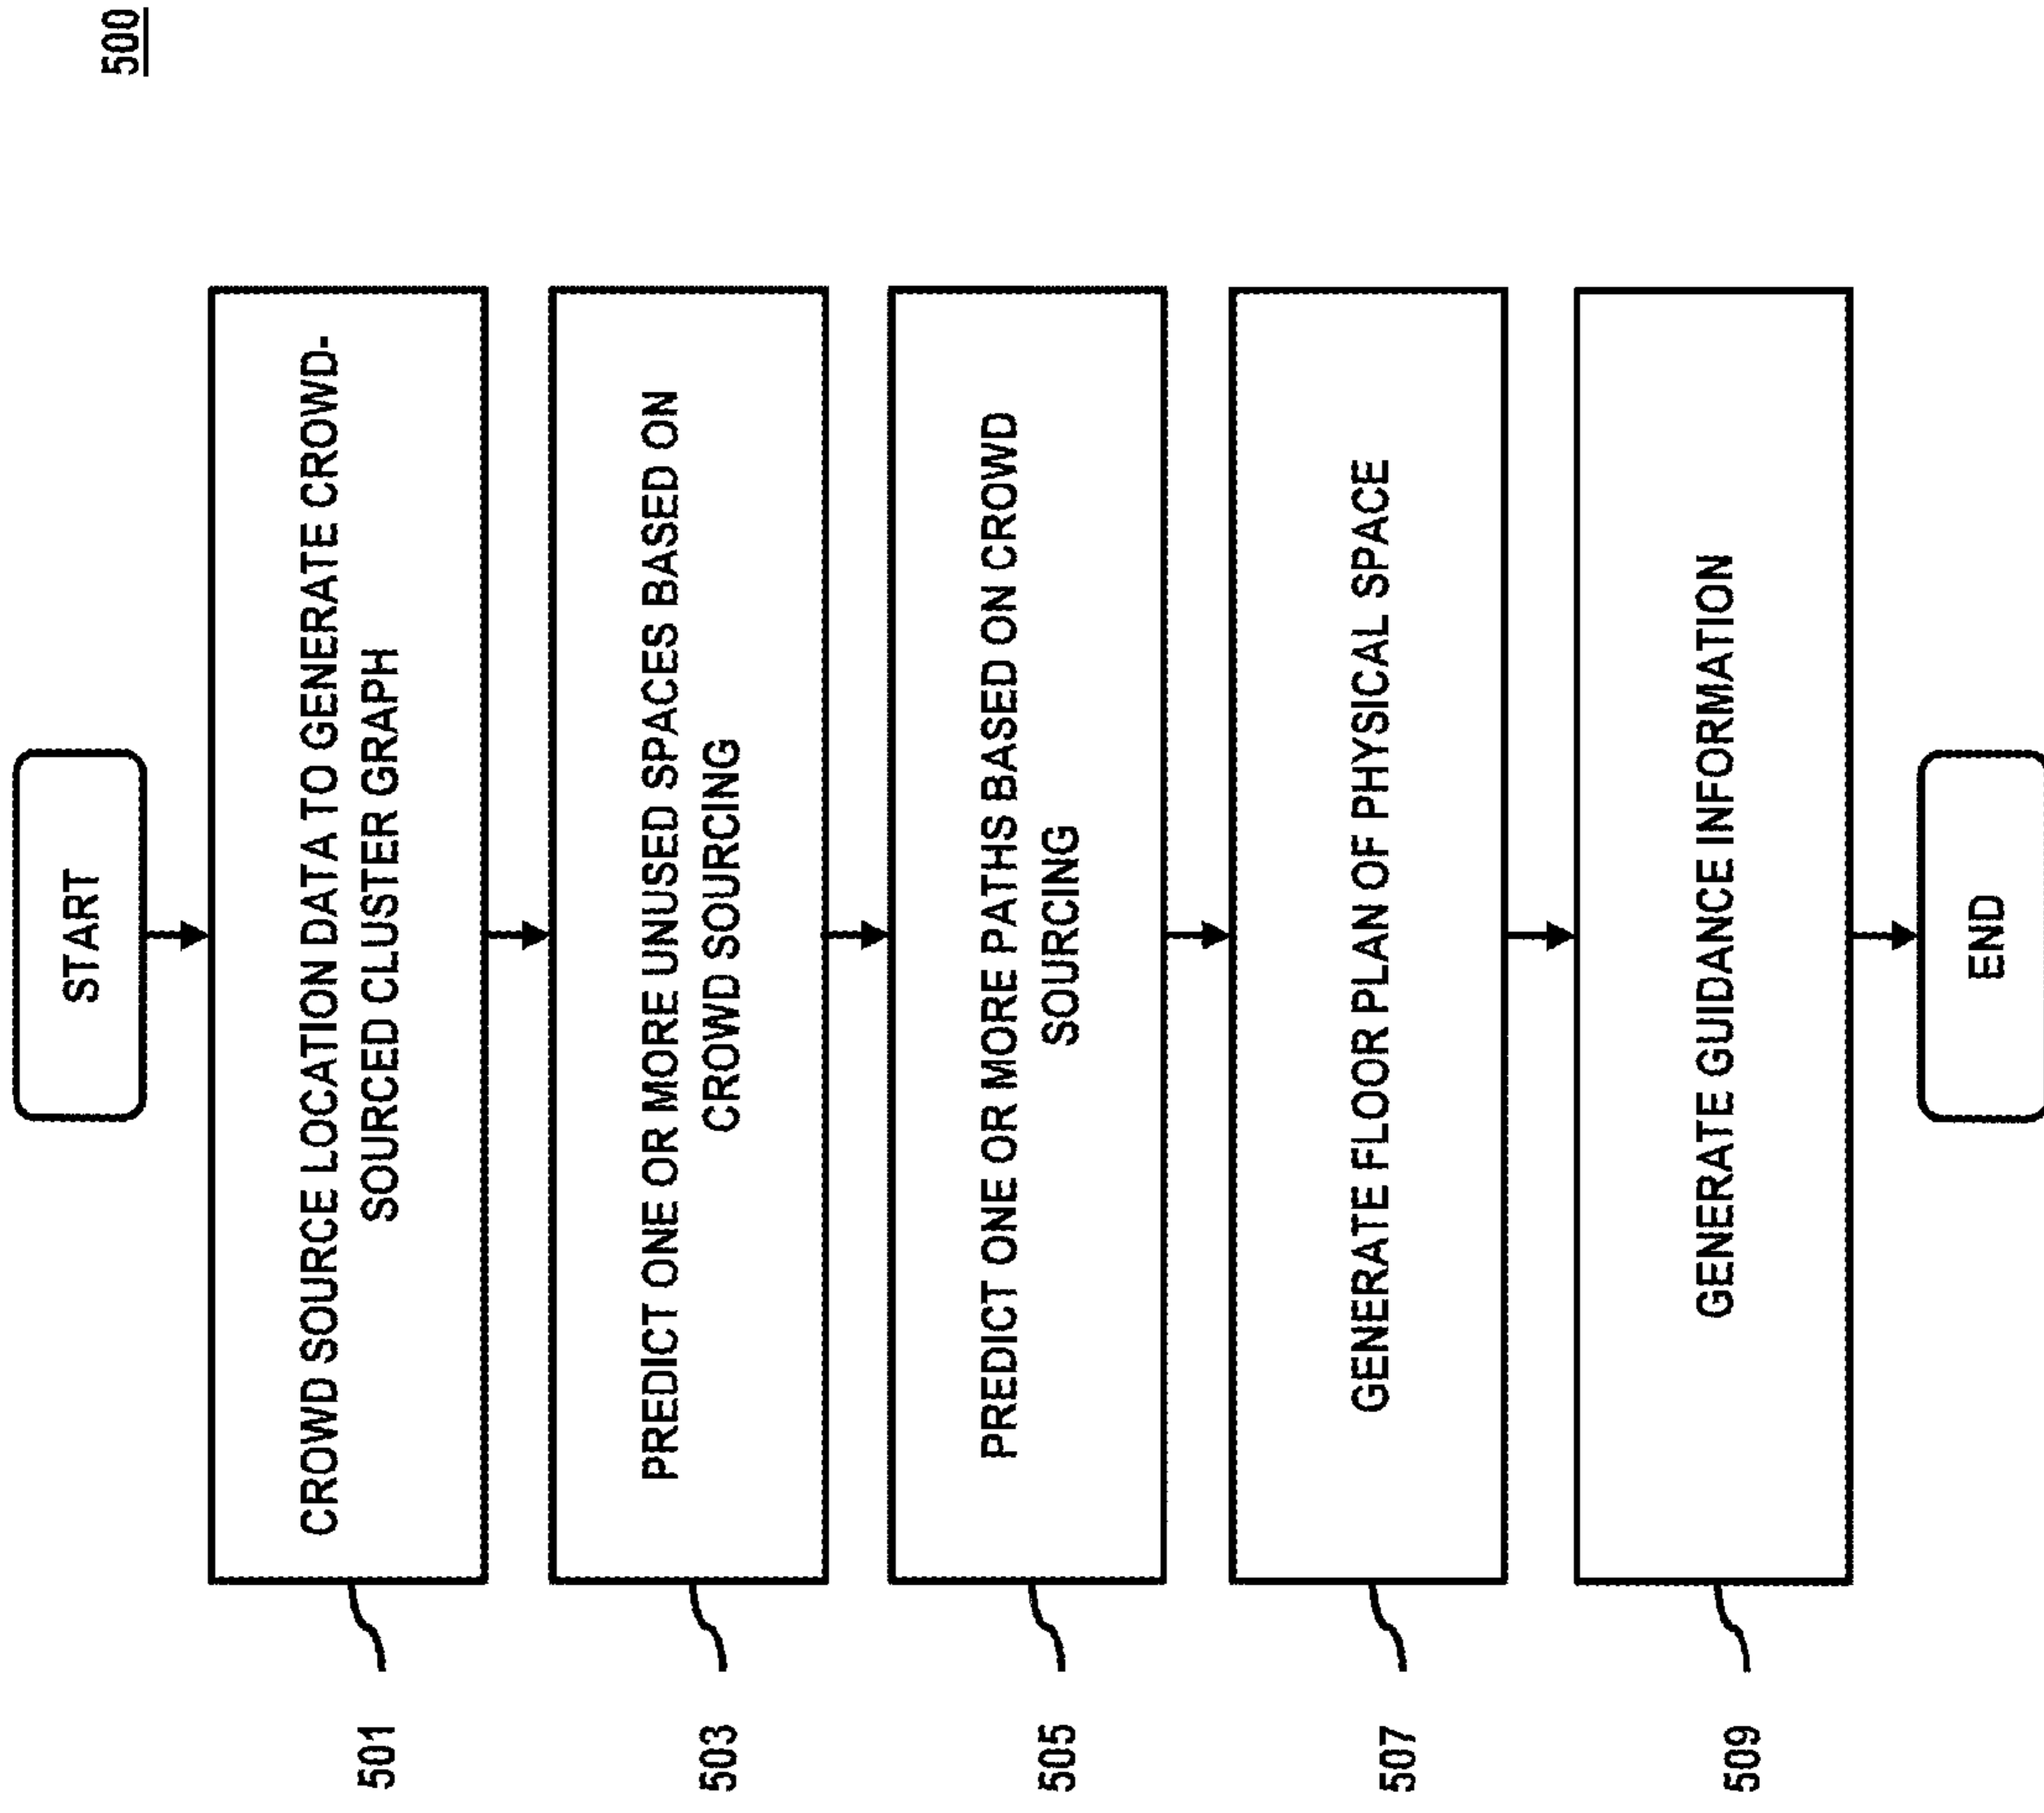 500
START
501
CROWD SOURCE LOCATION DATA TO GENERATE CROWD-
SOURCED CLUSTER GRAPH
503
PREDICT ONE OR MORE UNUSED SPACES BASED ON
CROWD SOURCING
505
PREDICT ONE OR MORE PATHS BASED ON CROWD
SOURCING
507
GENERATE FLOOR PLAN OF PHYSICAL SPACE
509
GENERATE GUIDANCE INFORMATION
END